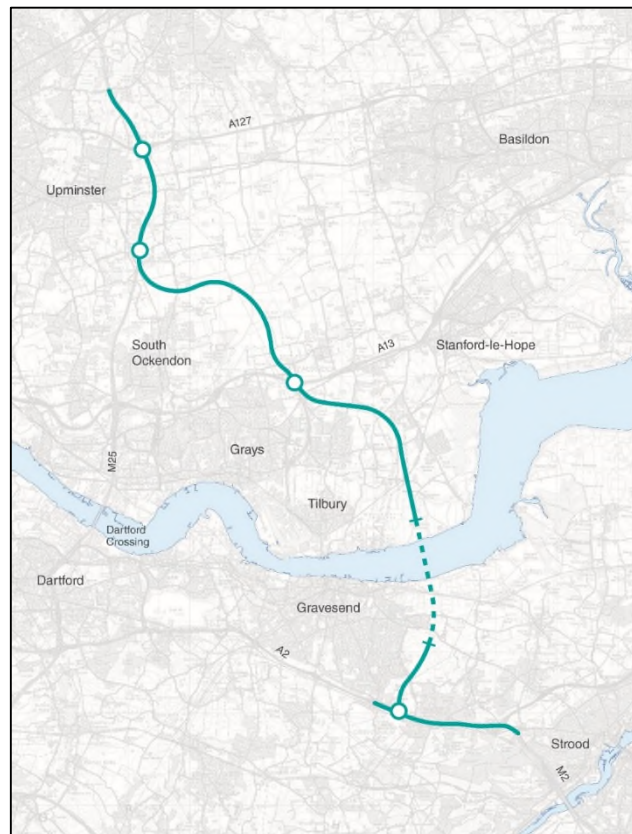 A127
Basildon
Upminster
South
Ockendon
A13
Stanford-le-Hope
M25
Grays
Tilbury
Dartford
Crossing
Dartford
Gravesend
A2
Strood
M2